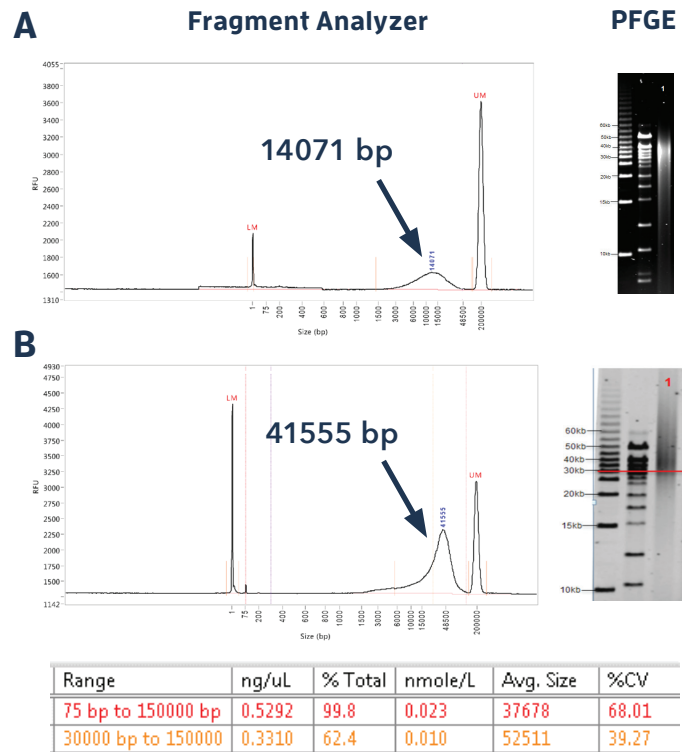 A
Fragment Analyzer
PFGE
4055
3800
3600
3400
3200
3000
2800
2600
2400
2200
2000
1800
1600
1400
1310
RFU
LM
14071 bp
14071
UM
1
75
200
400
600
800
1000
1500
3000
6000
10000
15000
48500
200000
Size (bp)
1
60kb
50kb
40kb
30kb
20kb
15kb
10kb
B
4930
4750
4500
4250
4000
3750
3500
3250
3000
2750
2500
2250
2000
1750
1500
1142
RFU
LM
41555 bp
41555
UM
1
75
200
400
600
800
1000
1500
3000
6000
10000
15000
48500
200000
Size (bp)
1
60kb
50kb
40kb
30kb
20kb
15kb
10kb
Range ng/uL % Total nmole/L Avg. Size %CV
75 bp to 150000 bp 0.5292 99.8 0.023 37678 68.01
30000 bp to 150000 0.3310 62.4 0.010 52511 39.27